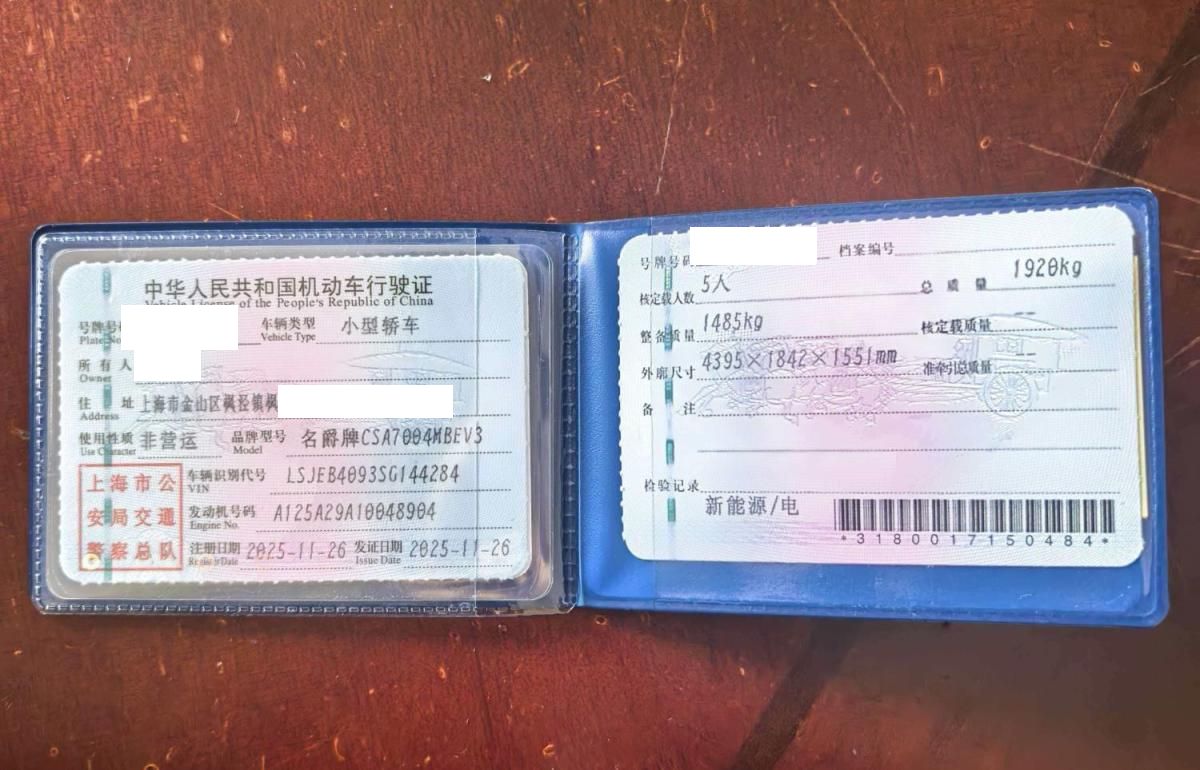 中华人民共和国机动车行驶证
Vehicle License of the People's Republic of China
号牌号
Plate No
车辆类型 小型轿车
Vehicle Type
所有人
Owner
住址 上海市金山区枫泾镇枫
Address
使用性质 非营运 品牌型号 名爵牌CSA7004MBEV3
Use Character Model
上海市公
安局交通
警察总队
车辆识别代号 LSJEB4093SG144284
VIN
发动机号码 A125A29A10048904
Engine No.
注册日期 2025-11-26 发证日期 2025-11-26
Register Date Issue Date
号牌号码 档案编号
核定载人数 5人 总质量 1920kg
整备质量 1485kg 核定载质量 --
外廓尺寸 4395×1842×1551mm 准牵引总质量 --
备注
检验记录
新能源/电
*3180017150484*